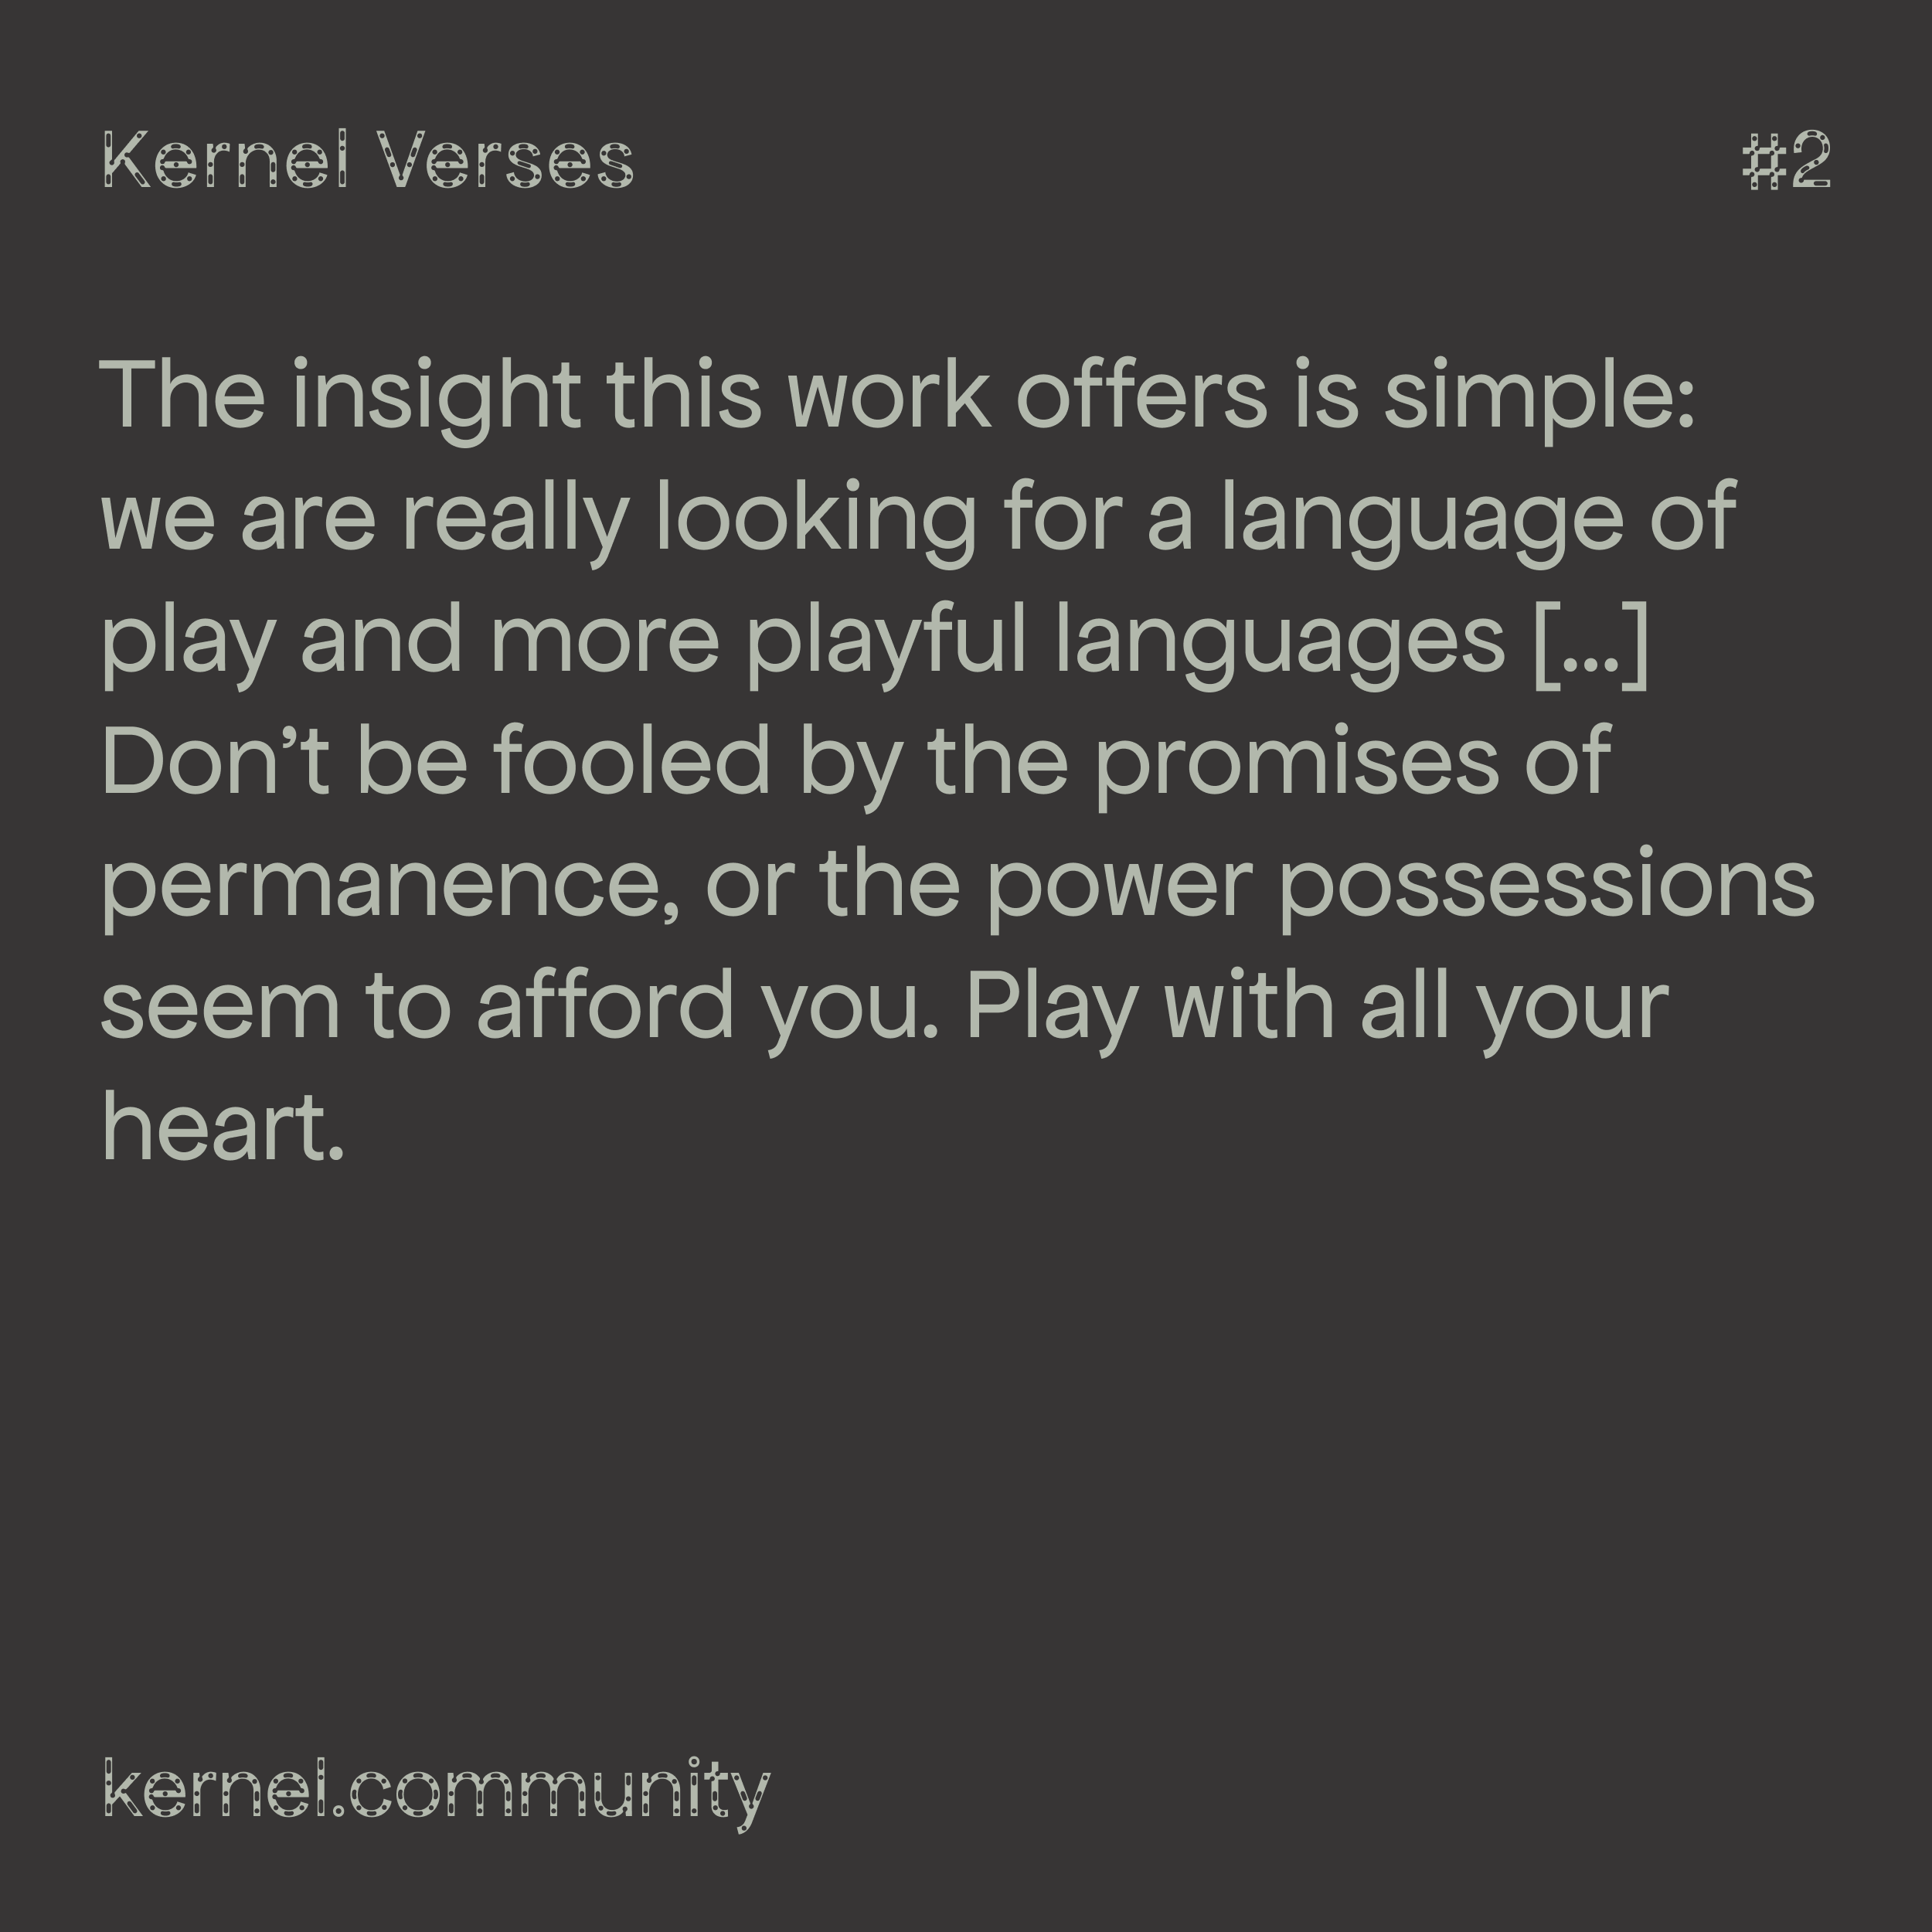 Kernel Verses #2
The insight this work offers is simple:
we are really looking for a language of
play and more playful languages [...]
Don’t be fooled by the promises of
permanence, or the power possessions
seem to afford you. Play with all your
heart.
kernel.community